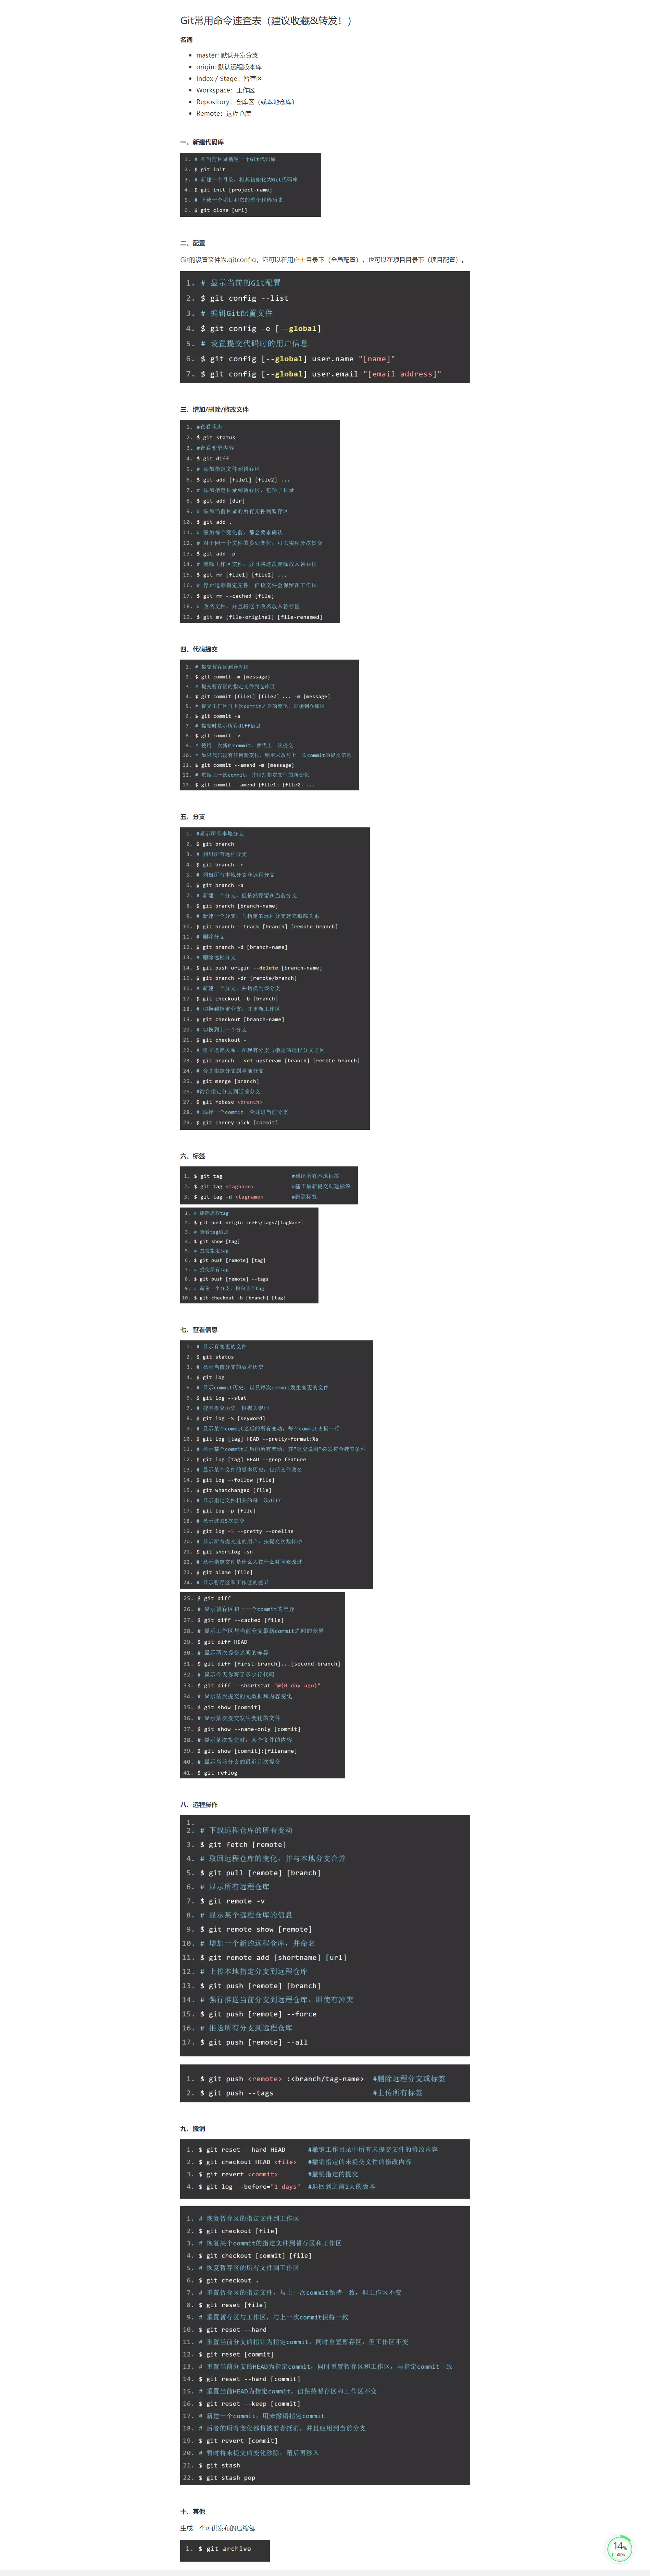 Git常用命令速查表（建议收藏&转发！）
名词
master: 默认开发分支
origin: 默认远程版本库
Index / Stage：暂存区
Workspace：工作区
Repository：仓库区（或本地仓库）
Remote：远程仓库
一、新建代码库
1. # 在当前目录新建一个Git代码库
2. $ git init
3. # 新建一个目录，将其初始化为Git代码库
4. $ git init [project-name]
5. # 下载一个项目和它的整个代码历史
6. $ git clone [url]
二、配置
Git的设置文件为.gitconfig，它可以在用户主目录下（全局配置），也可以在项目目录下（项目配置）。
1. # 显示当前的Git配置
2. $ git config --list
3. # 编辑Git配置文件
4. $ git config -e [--global]
5. # 设置提交代码时的用户信息
6. $ git config [--global] user.name "[name]"
7. $ git config [--global] user.email "[email address]"
三、增加/删除/修改文件
1. #查看状态
2. $ git status
3. #查看变更内容
4. $ git diff
5. # 添加指定文件到暂存区
6. $ git add [file1] [file2] ...
7. # 添加指定目录到暂存区，包括子目录
8. $ git add [dir]
9. # 添加当前目录的所有文件到暂存区
10. $ git add .
11. # 添加每个变化前，都会要求确认
12. # 对于同一个文件的多处变化，可以实现分次提交
13. $ git add -p
14. # 删除工作区文件，并且将这次删除放入暂存区
15. $ git rm [file1] [file2] ...
16. # 停止追踪指定文件，但该文件会保留在工作区
17. $ git rm --cached [file]
18. # 改名文件，并且将这个改名放入暂存区
19. $ git mv [file-original] [file-renamed]
四、代码提交
1. # 提交暂存区到仓库区
2. $ git commit -m [message]
3. # 提交暂存区的指定文件到仓库区
4. $ git commit [file1] [file2] ... -m [message]
5. # 提交工作区自上次commit之后的变化，直接到仓库区
6. $ git commit -a
7. # 提交时显示所有diff信息
8. $ git commit -v
9. # 使用一次新的commit，替代上一次提交
10. # 如果代码没有任何新变化，则用来改写上一次commit的提交信息
11. $ git commit --amend -m [message]
12. # 重做上一次commit，并包括指定文件的新变化
13. $ git commit --amend [file1] [file2] ...
五、分支
1. #显示所有本地分支
2. $ git branch
3. # 列出所有远程分支
4. $ git branch -r
5. # 列出所有本地分支和远程分支
6. $ git branch -a
7. # 新建一个分支，但依然停留在当前分支
8. $ git branch [branch-name]
9. # 新建一个分支，与指定的远程分支建立追踪关系
10. $ git branch --track [branch] [remote-branch]
11. # 删除分支
12. $ git branch -d [branch-name]
13. # 删除远程分支
14. $ git push origin --delete [branch-name]
15. $ git branch -dr [remote/branch]
16. # 新建一个分支，并切换到该分支
17. $ git checkout -b [branch]
18. # 切换到指定分支，并更新工作区
19. $ git checkout [branch-name]
20. # 切换到上一个分支
21. $ git checkout -
22. # 建立追踪关系，在现有分支与指定的远程分支之间
23. $ git branch --set-upstream [branch] [remote-branch]
24. # 合并指定分支到当前分支
25. $ git merge [branch]
26. #衍合指定分支到当前分支
27. $ git rebase <branch>
28. # 选择一个commit，合并进当前分支
29. $ git cherry-pick [commit]
六、标签
1. $ git tag #列出所有本地标签
2. $ git tag <tagname> #基于最新提交创建标签
3. $ git tag -d <tagname> #删除标签
1. # 删除远程tag
2. $ git push origin :refs/tags/[tagName]
3. # 查看tag信息
4. $ git show [tag]
5. # 提交指定tag
6. $ git push [remote] [tag]
7. # 提交所有tag
8. $ git push [remote] --tags
9. # 新建一个分支，指向某个tag
10. $ git checkout -b [branch] [tag]
七、查看信息
1. # 显示有变更的文件
2. $ git status
3. # 显示当前分支的版本历史
4. $ git log
5. # 显示commit历史，以及每次commit发生变更的文件
6. $ git log --stat
7. # 搜索提交历史，根据关键词
8. $ git log -S [keyword]
9. # 显示某个commit之后的所有变动，每个commit占据一行
10. $ git log [tag] HEAD --pretty=format:%s
11. # 显示某个commit之后的所有变动，其"提交说明"必须符合搜索条件
12. $ git log [tag] HEAD --grep feature
13. # 显示某个文件的版本历史，包括文件改名
14. $ git log --follow [file]
15. $ git whatchanged [file]
16. # 显示指定文件相关的每一次diff
17. $ git log -p [file]
18. # 显示过去5次提交
19. $ git log -5 --pretty --oneline
20. # 显示所有提交过的用户，按提交次数排序
21. $ git shortlog -sn
22. # 显示指定文件是什么人在什么时间修改过
23. $ git blame [file]
24. # 显示暂存区和工作区的差异
25. $ git diff
26. # 显示暂存区和上一个commit的差异
27. $ git diff --cached [file]
28. # 显示工作区与当前分支最新commit之间的差异
29. $ git diff HEAD
30. # 显示两次提交之间的差异
31. $ git diff [first-branch]...[second-branch]
32. # 显示今天你写了多少行代码
33. $ git diff --shortstat "@{0 day ago}"
34. # 显示某次提交的元数据和内容变化
35. $ git show [commit]
36. # 显示某次提交发生变化的文件
37. $ git show --name-only [commit]
38. # 显示某次提交时，某个文件的内容
39. $ git show [commit]:[filename]
40. # 显示当前分支的最近几次提交
41. $ git reflog
八、远程操作
1.
2. # 下载远程仓库的所有变动
3. $ git fetch [remote]
4. # 取回远程仓库的变化，并与本地分支合并
5. $ git pull [remote] [branch]
6. # 显示所有远程仓库
7. $ git remote -v
8. # 显示某个远程仓库的信息
9. $ git remote show [remote]
10. # 增加一个新的远程仓库，并命名
11. $ git remote add [shortname] [url]
12. # 上传本地指定分支到远程仓库
13. $ git push [remote] [branch]
14. # 强行推送当前分支到远程仓库，即使有冲突
15. $ git push [remote] --force
16. # 推送所有分支到远程仓库
17. $ git push [remote] --all
1. $ git push <remote> :<branch/tag-name> #删除远程分支或标签
2. $ git push --tags #上传所有标签
九、撤销
1. $ git reset --hard HEAD #撤销工作目录中所有未提交文件的修改内容
2. $ git checkout HEAD <file> #撤销指定的未提交文件的修改内容
3. $ git revert <commit> #撤销指定的提交
4. $ git log --before="1 days" #退回到之前1天的版本
1. # 恢复暂存区的指定文件到工作区
2. $ git checkout [file]
3. # 恢复某个commit的指定文件到暂存区和工作区
4. $ git checkout [commit] [file]
5. # 恢复暂存区的所有文件到工作区
6. $ git checkout .
7. # 重置暂存区的指定文件，与上一次commit保持一致，但工作区不变
8. $ git reset [file]
9. # 重置暂存区与工作区，与上一次commit保持一致
10. $ git reset --hard
11. # 重置当前分支的指针为指定commit，同时重置暂存区，但工作区不变
12. $ git reset [commit]
13. # 重置当前分支的HEAD为指定commit，同时重置暂存区和工作区，与指定commit一致
14. $ git reset --hard [commit]
15. # 重置当前HEAD为指定commit，但保持暂存区和工作区不变
16. $ git reset --keep [commit]
17. # 新建一个commit，用来撤销指定commit
18. # 后者的所有变化都将被前者抵消，并且应用到当前分支
19. $ git revert [commit]
20. # 暂时将未提交的变化移除，稍后再移入
21. $ git stash
22. $ git stash pop
十、其他
生成一个可供发布的压缩包
1. $ git archive
14%
0K/s